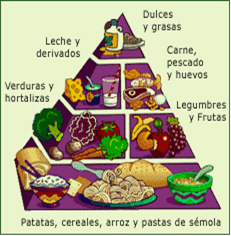 Dulces
y grasas
Leche y
derivados
Carne,
pescado
y huevos
Verduras y
hortalizas
Legumbres
y Frutas
Patatas, cereales, arroz y pastas de sémola